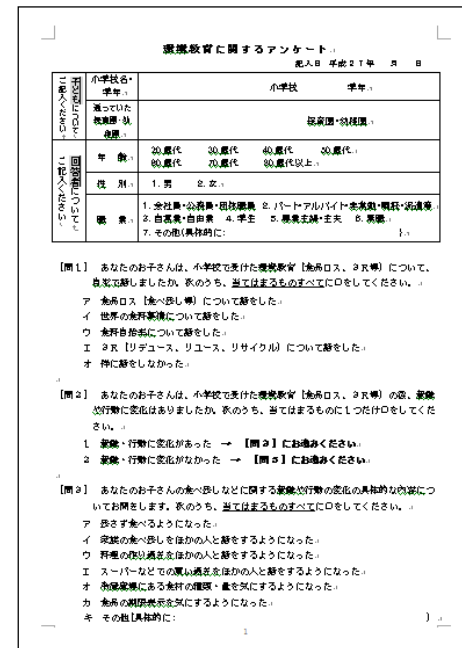 環境教育に関するアンケート
記入日 平成27年 月 日
子どもについてご記入ください
小学校名・学年
小学校 学年
通っていた保育園・幼稚園
保育園・幼稚園
回答者についてご記入ください
年 齢
20歳代 30歳代 40歳代 50歳代
60歳代 70歳代 80歳代以上
性 別
1. 男 2. 女
職 業
1. 会社員・公務員・団体職員 2. パート・アルバイト・非常勤・嘱託・派遣等
3. 自営業・自由業 4. 学生 5. 専業主婦・主夫 6. 無職
7. その他(具体的に: )
[問1] あなたのお子さんは、小学校で受けた環境教育(食品ロス、3R等)について、
自宅で話しましたか。次のうち、当てはまるものすべてに○をしてください。
ア 食品ロス(食べ残し等)について話をした
イ 世界の食料事情について話をした
ウ 食料自給率について話をした
エ 3R(リデュース、リユース、リサイクル)について話をした
オ 特に話をしなかった
[問2] あなたのお子さんは、小学校で受けた環境教育(食品ロス、3R等)の後、意識
や行動に変化はありましたか。次のうち、当てはまるものに1つだけ○をしてくだ
さい。
1 意識・行動に変化があった → [問3]にお進みください
2 意識・行動に変化がなかった → [問5]にお進みください
[問3] あなたのお子さんの食べ残しなどに関する意識や行動の変化の具体的な内容につ
いてお聞きします。次のうち、当てはまるものすべてに○をしてください。
ア 残さず食べるようになった
イ 家族の食べ残しをほかの人と話をするようになった
ウ 料理の作り過ぎをほかの人と話をするようになった
エ スーパーなどでの買い過ぎをほかの人と話をするようになった
オ 冷蔵庫等にある食材の種類・量を気にするようになった
カ 食品の期限表示を気にするようになった
キ その他(具体的に: )
1